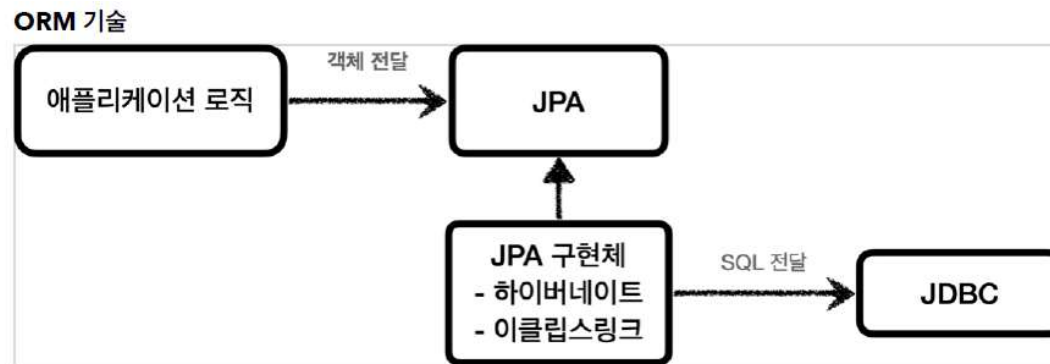 ORM 기술
객체 전달
애플리케이션 로직
JPA
JPA 구현체
- 하이버네이트
- 이클립스링크
SQL 전달
JDBC